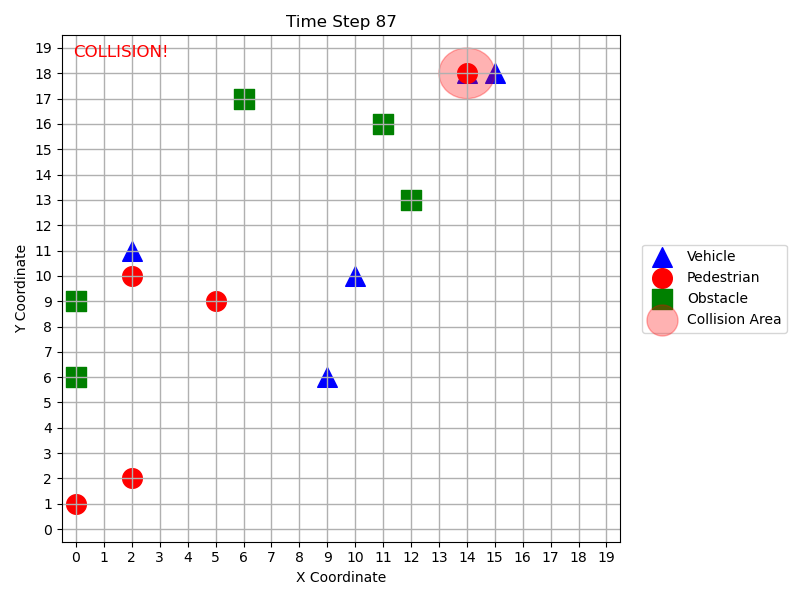 Time Step 87
COLLISION!
19
18
17
16
15
14
13
12
11
10
9
8
7
6
5
4
3
2
1
0
Y Coordinate
0 1 2 3 4 5 6 7 8 9 10 11 12 13 14 15 16 17 18 19
X Coordinate
Vehicle
Pedestrian
Obstacle
Collision Area